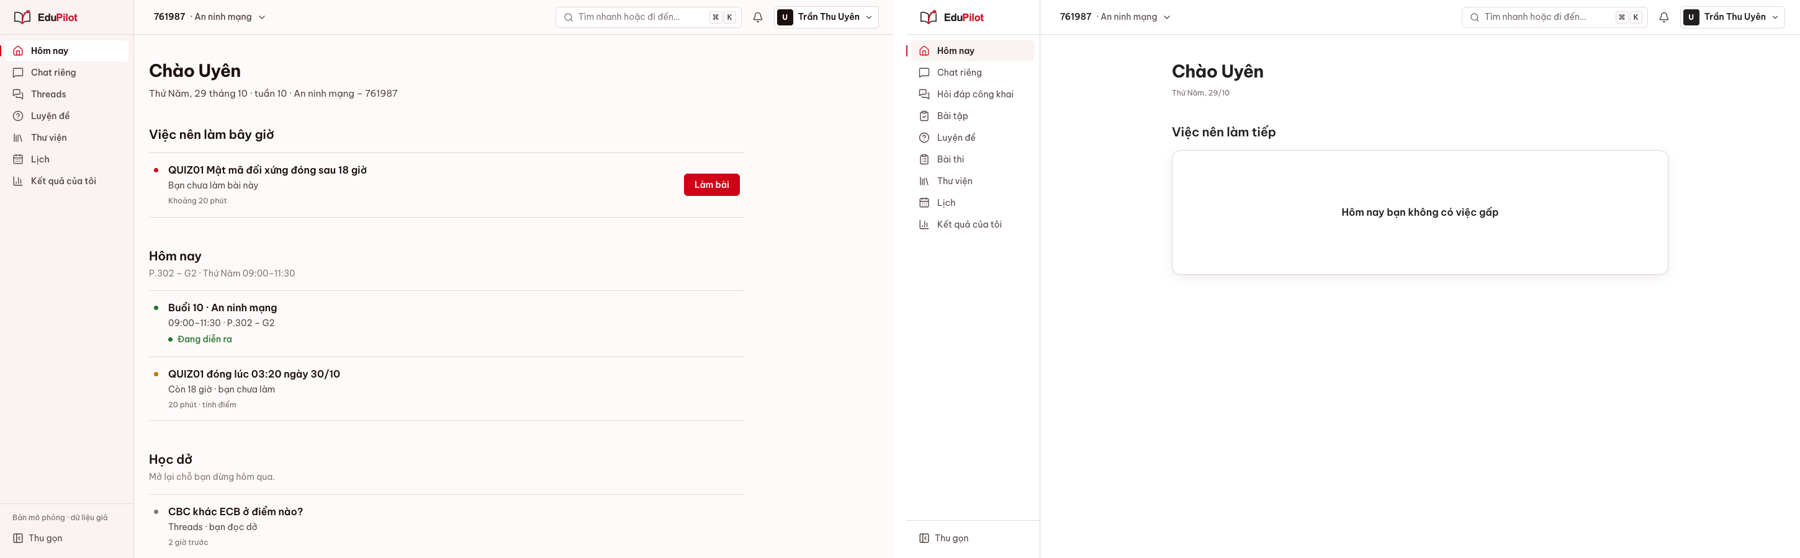 EduPilot
761987 · An ninh mạng
Tìm nhanh hoặc đi đến...
⌘ K
U Trần Thu Uyên
Hôm nay
Chat riêng
Threads
Luyện đề
Thư viện
Lịch
Kết quả của tôi
Bản mô phỏng · dữ liệu giả
Thu gọn
Chào Uyên
Thứ Năm, 29 tháng 10 · tuần 10 · An ninh mạng – 761987
Việc nên làm bây giờ
QUIZ01 Mật mã đối xứng đóng sau 18 giờ
Bạn chưa làm bài này
Khoảng 20 phút
Làm bài
Hôm nay
P.302 – G2 · Thứ Năm 09:00–11:30
Buổi 10 · An ninh mạng
09:00–11:30 · P.302 – G2
Đang diễn ra
QUIZ01 đóng lúc 03:20 ngày 30/10
Còn 18 giờ · bạn chưa làm
20 phút · tính điểm
Học dở
Mở lại chỗ bạn dừng hôm qua.
CBC khác ECB ở điểm nào?
Threads · bạn đọc dở
2 giờ trước
EduPilot
761987 · An ninh mạng
Tìm nhanh hoặc đi đến...
⌘ K
U Trần Thu Uyên
Hôm nay
Chat riêng
Hỏi đáp công khai
Bài tập
Luyện đề
Bài thi
Thư viện
Lịch
Kết quả của tôi
Thu gọn
Chào Uyên
Thứ Năm, 29/10
Việc nên làm tiếp
Hôm nay bạn không có việc gấp